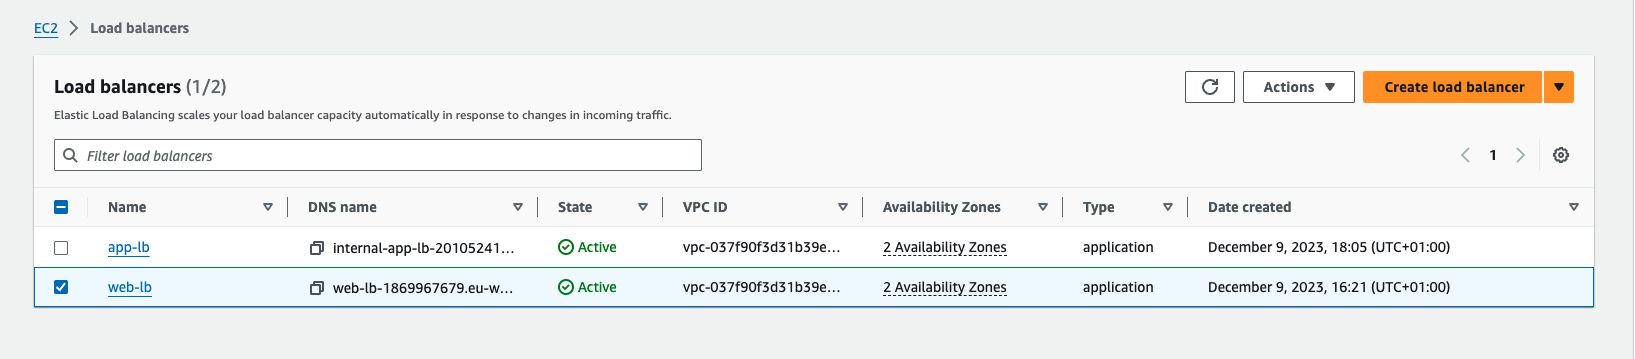 EC2 > Load balancers
Load balancers (1/2)
Actions
Create load balancer
Elastic Load Balancing scales your load balancer capacity automatically in response to changes in incoming traffic.
Filter load balancers
1
Name DNS name State VPC ID Availability Zones Type Date created
app-lb internal-app-lb-20105241... Active vpc-037f90f3d31b39e... 2 Availability Zones application December 9, 2023, 18:05 (UTC+01:00)
web-lb web-lb-1869967679.eu-w... Active vpc-037f90f3d31b39e... 2 Availability Zones application December 9, 2023, 16:21 (UTC+01:00)